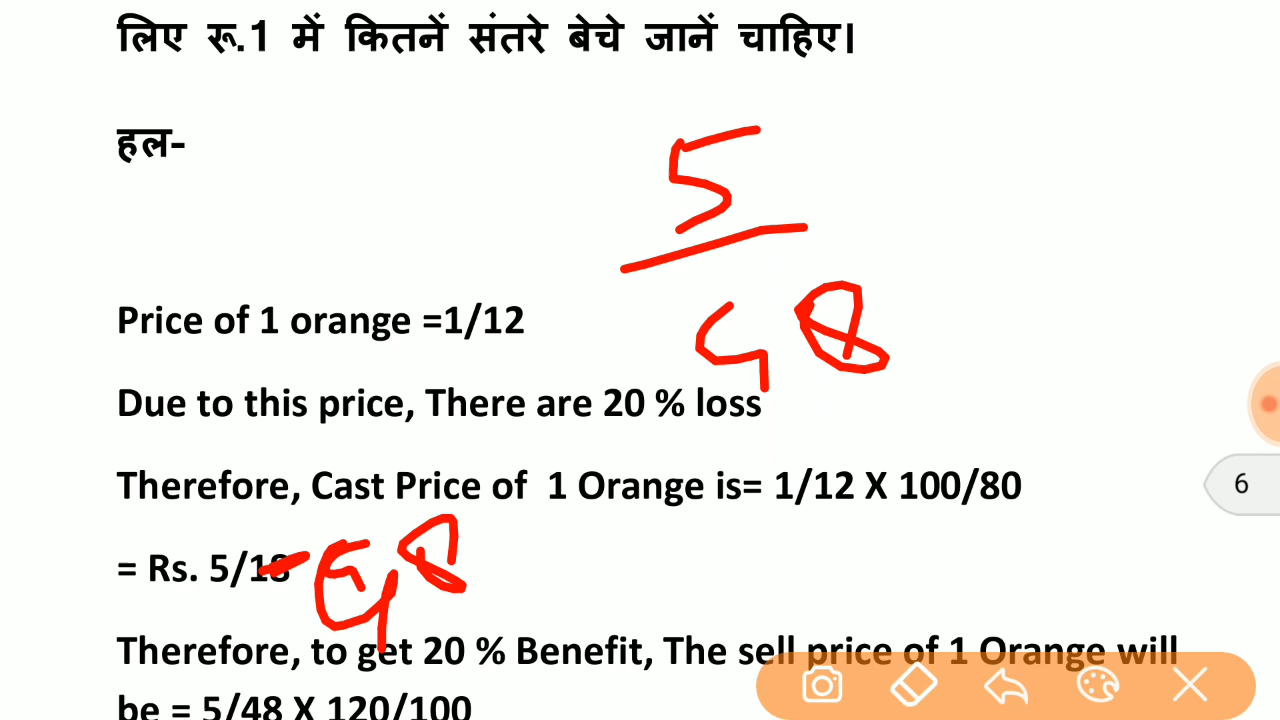 लिए रू.1 में कितनें संतरे बेचे जानें चाहिए।
हल-
5
48
Price of 1 orange =1/12
Due to this price, There are 20 % loss
Therefore, Cast Price of 1 Orange is= 1/12 X 100/80
= Rs. 5/18 48
6
Therefore, to get 20 % Benefit, The sell price of 1 Orange will
be = 5/48 X 120/100